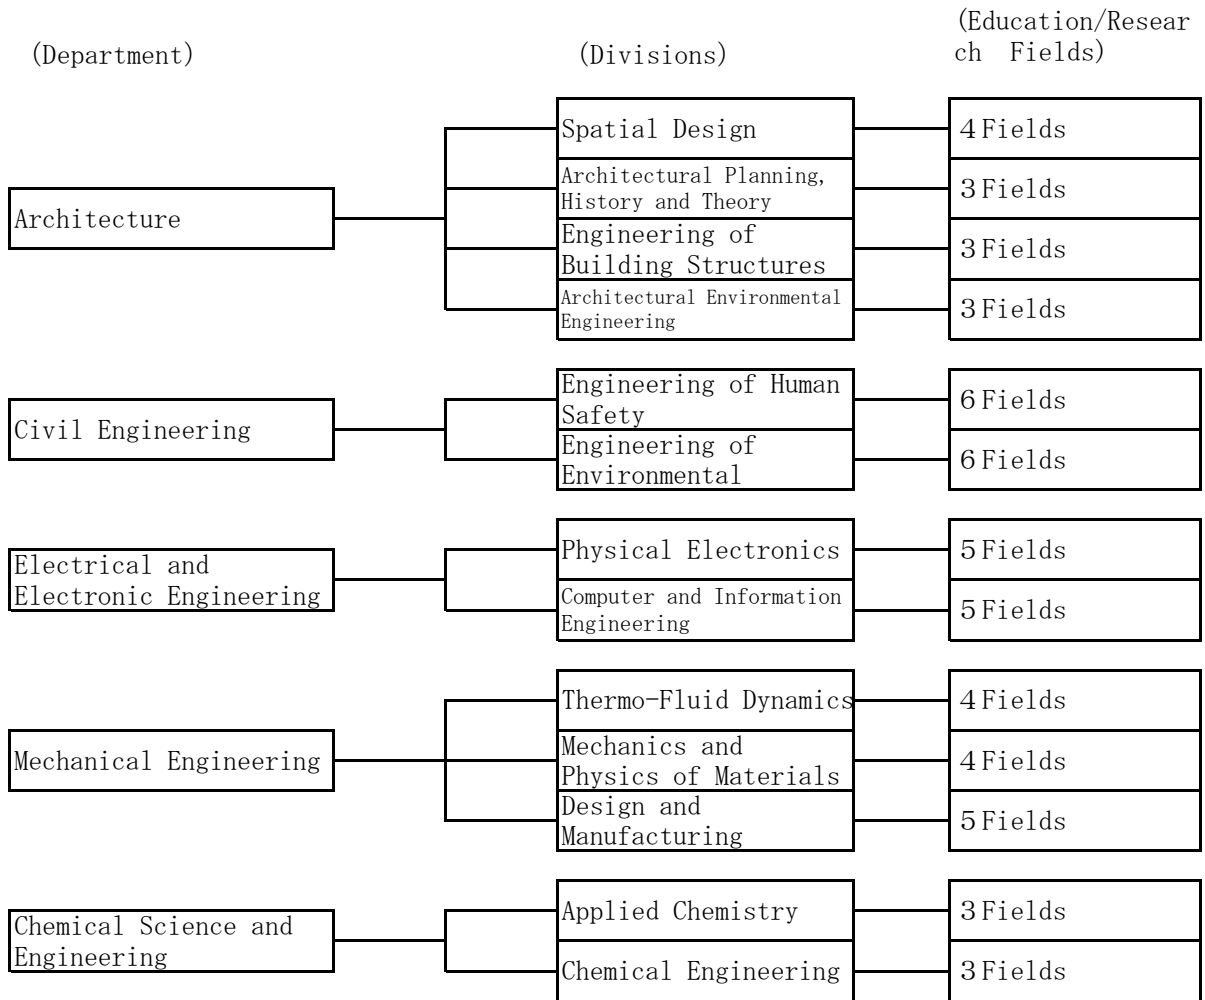 (Department)
(Divisions)
(Education/Resear
ch Fields)
Architecture
Spatial Design
4 Fields
Architectural Planning,
History and Theory
3 Fields
Engineering of
Building Structures
3 Fields
Architectural Environmental
Engineering
3 Fields
Civil Engineering
Engineering of Human
Safety
6 Fields
Engineering of
Environmental
6 Fields
Electrical and
Electronic Engineering
Physical Electronics
5 Fields
Computer and Information
Engineering
5 Fields
Mechanical Engineering
Thermo-Fluid Dynamics
4 Fields
Mechanics and
Physics of Materials
4 Fields
Design and
Manufacturing
5 Fields
Chemical Science and
Engineering
Applied Chemistry
3 Fields
Chemical Engineering
3 Fields